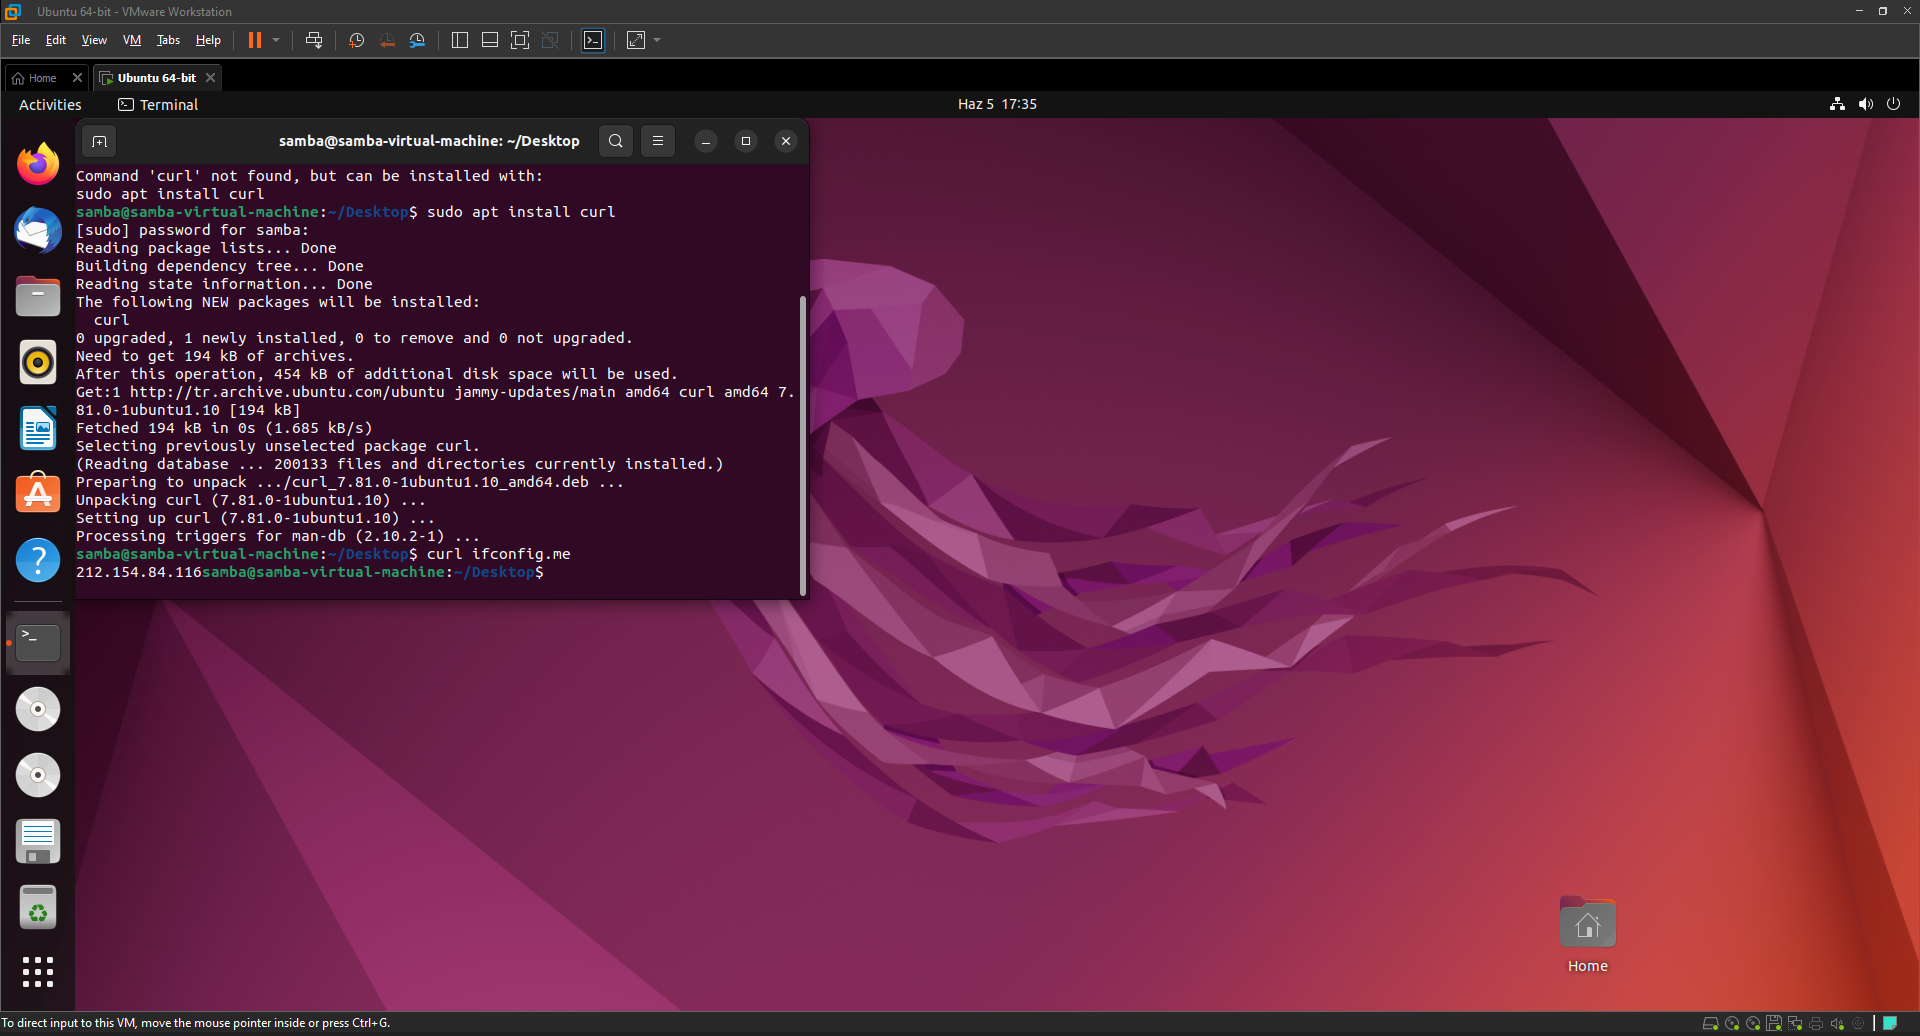 Ubuntu 64-bit - VMware Workstation
File Edit View VM Tabs Help
Home
Ubuntu 64-bit
Activities
Terminal
Haz 5 17:35
samba@samba-virtual-machine: ~/Desktop
Command 'curl' not found, but can be installed with:
sudo apt install curl
samba@samba-virtual-machine:~/Desktop$ sudo apt install curl
[sudo] password for samba:
Reading package lists... Done
Building dependency tree... Done
Reading state information... Done
The following NEW packages will be installed:
curl
0 upgraded, 1 newly installed, 0 to remove and 0 not upgraded.
Need to get 194 kB of archives.
After this operation, 454 kB of additional disk space will be used.
Get:1 http://tr.archive.ubuntu.com/ubuntu jammy-updates/main amd64 curl amd64 7.
81.0-1ubuntu1.10 [194 kB]
Fetched 194 kB in 0s (1.685 kB/s)
Selecting previously unselected package curl.
(Reading database ... 200133 files and directories currently installed.)
Preparing to unpack .../curl_7.81.0-1ubuntu1.10_amd64.deb ...
Unpacking curl (7.81.0-1ubuntu1.10) ...
Setting up curl (7.81.0-1ubuntu1.10) ...
Processing triggers for man-db (2.10.2-1) ...
samba@samba-virtual-machine:~/Desktop$ curl ifconfig.me
212.154.84.116samba@samba-virtual-machine:~/Desktop$
Home
To direct input to this VM, move the mouse pointer inside or press Ctrl+G.